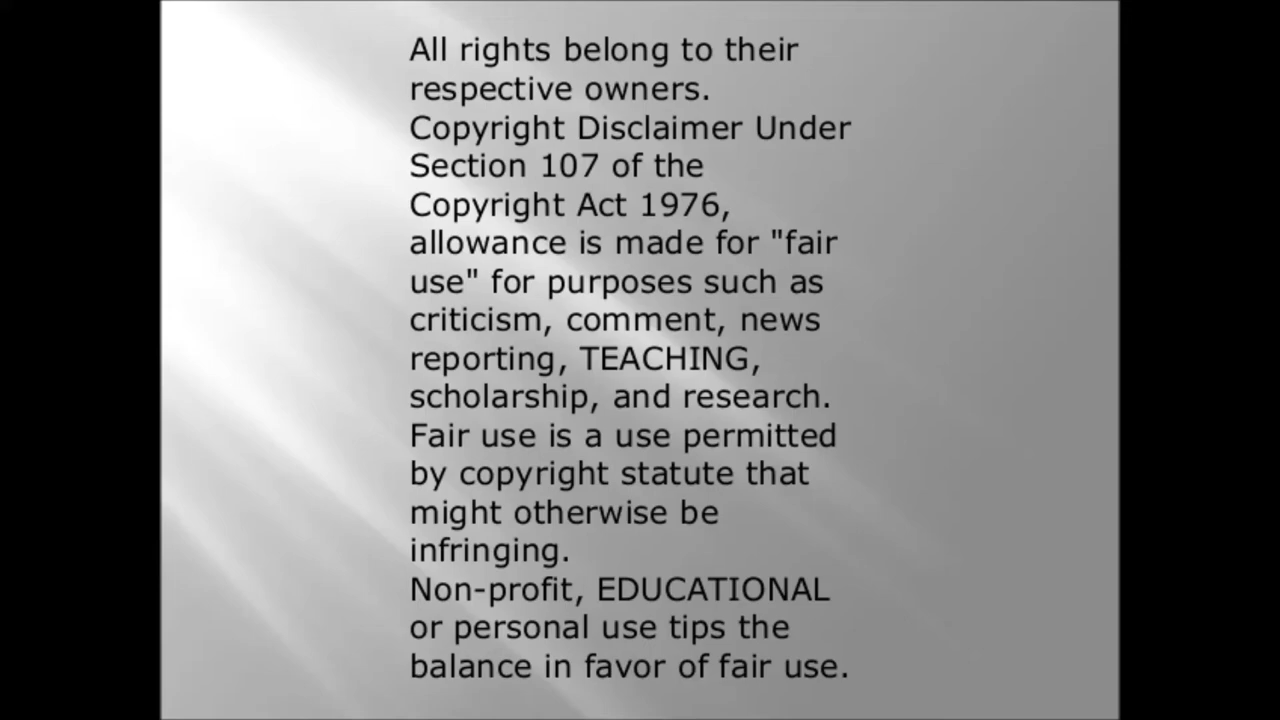 All rights belong to their
respective owners.
Copyright Disclaimer Under
Section 107 of the
Copyright Act 1976,
allowance is made for "fair
use" for purposes such as
criticism, comment, news
reporting, TEACHING,
scholarship, and research.
Fair use is a use permitted
by copyright statute that
might otherwise be
infringing.
Non-profit, EDUCATIONAL
or personal use tips the
balance in favor of fair use.